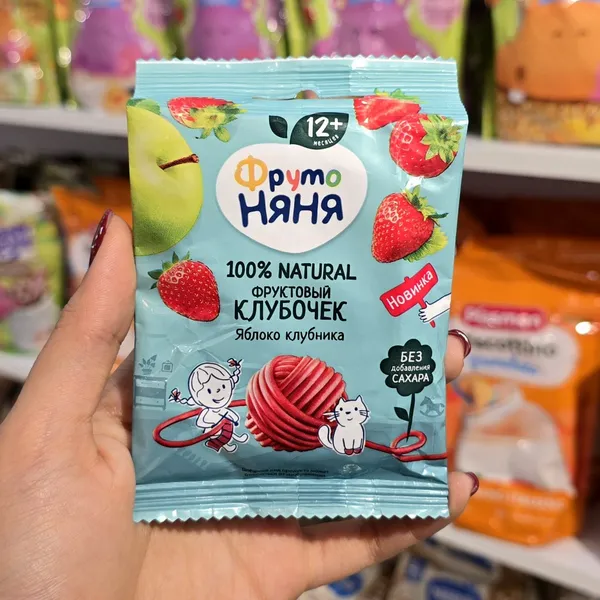 12+
месяцев
Фруто
НЯНЯ
100% NATURAL
ФРУКТОВЫЙ
КЛУБОЧЕК
Яблоко клубника
Новинка
БЕЗ
добавления
САХАРА